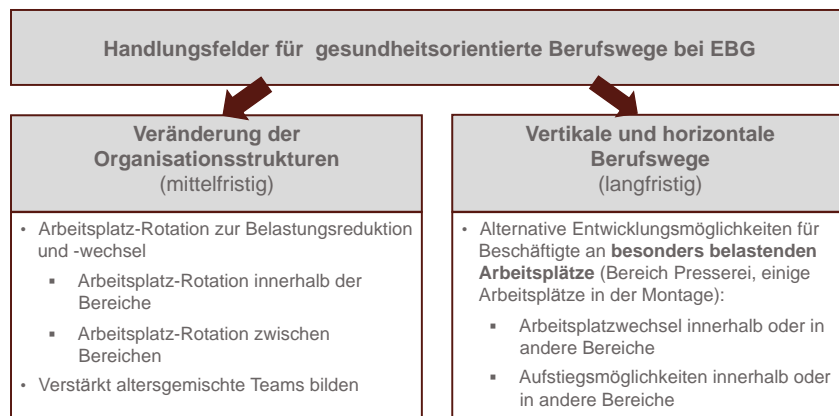 Handlungsfelder für gesundheitsorientierte Berufswege bei EBG
Veränderung der
Organisationsstrukturen
(mittelfristig)
• Arbeitsplatz-Rotation zur Belastungsreduktion
und -wechsel
▪ Arbeitsplatz-Rotation innerhalb der
Bereiche
▪ Arbeitsplatz-Rotation zwischen
Bereichen
• Verstärkt altersgemischte Teams bilden
Vertikale und horizontale
Berufswege
(langfristig)
• Alternative Entwicklungsmöglichkeiten für
Beschäftigte an besonders belastenden
Arbeitsplätze (Bereich Presserei, einige
Arbeitsplätze in der Montage):
▪ Arbeitsplatzwechsel innerhalb oder in
andere Bereiche
▪ Aufstiegsmöglichkeiten innerhalb oder
in andere Bereiche